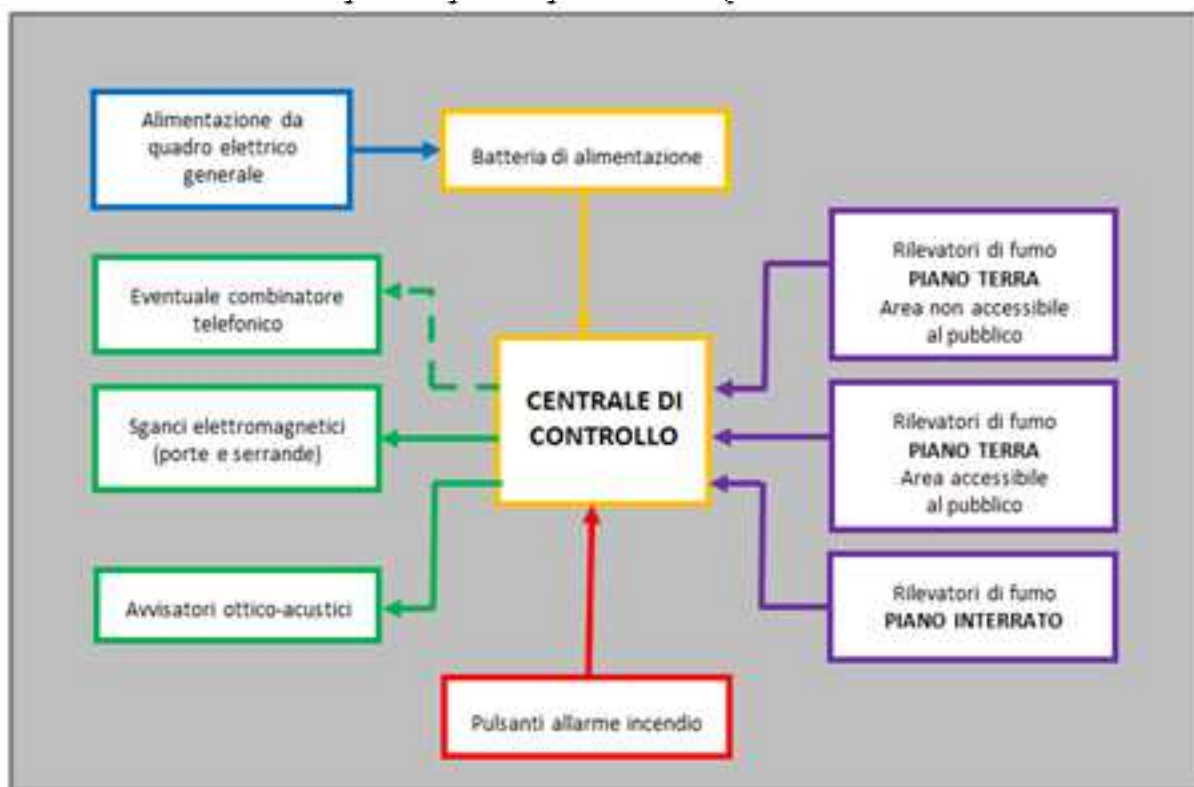 Alimentazione da
quadro elettrico
generale
Batteria di alimentazione
Eventuale combinatore
telefonico
Sganci elettromagnetici
(porte e serrande)
Avvisatori ottico-acustici
CENTRALE DI
CONTROLLO
Pulsanti allarme incendio
Rilevatori di fumo
PIANO TERRA
Area non accessibile
al pubblico
Rilevatori di fumo
PIANO TERRA
Area accessibile
al pubblico
Rilevatori di fumo
PIANO INTERRATO